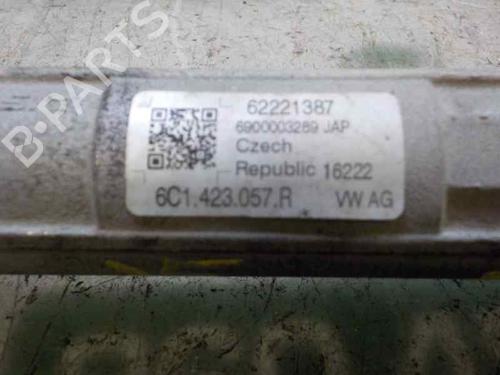 B-PARTS
62221387
6900003289 JAP
Czech
Republic 16222
6C1.423.057.R VW AG